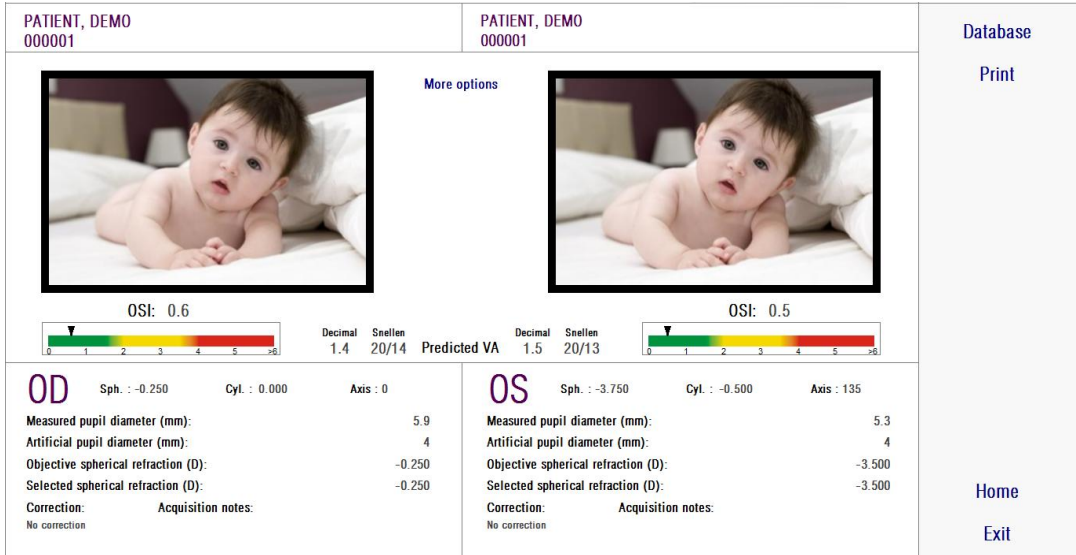 PATIENT, DEMO
000001
PATIENT, DEMO
000001
Database
Print
More options
OSI: 0.6
0 1 2 3 4 5 >6
Decimal Snellen
1.4 20/14
Predicted VA
Decimal Snellen
1.5 20/13
OSI: 0.5
0 1 2 3 4 5 >6
OD Sph. : -0.250 Cyl. : 0.000 Axis : 0
Measured pupil diameter (mm): 5.9
Artificial pupil diameter (mm): 4
Objective spherical refraction (D): -0.250
Selected spherical refraction (D): -0.250
Correction: Acquisition notes:
No correction
OS Sph. : -3.750 Cyl. : -0.500 Axis : 135
Measured pupil diameter (mm): 5.3
Artificial pupil diameter (mm): 4
Objective spherical refraction (D): -3.500
Selected spherical refraction (D): -3.500
Correction: Acquisition notes:
No correction
Home
Exit